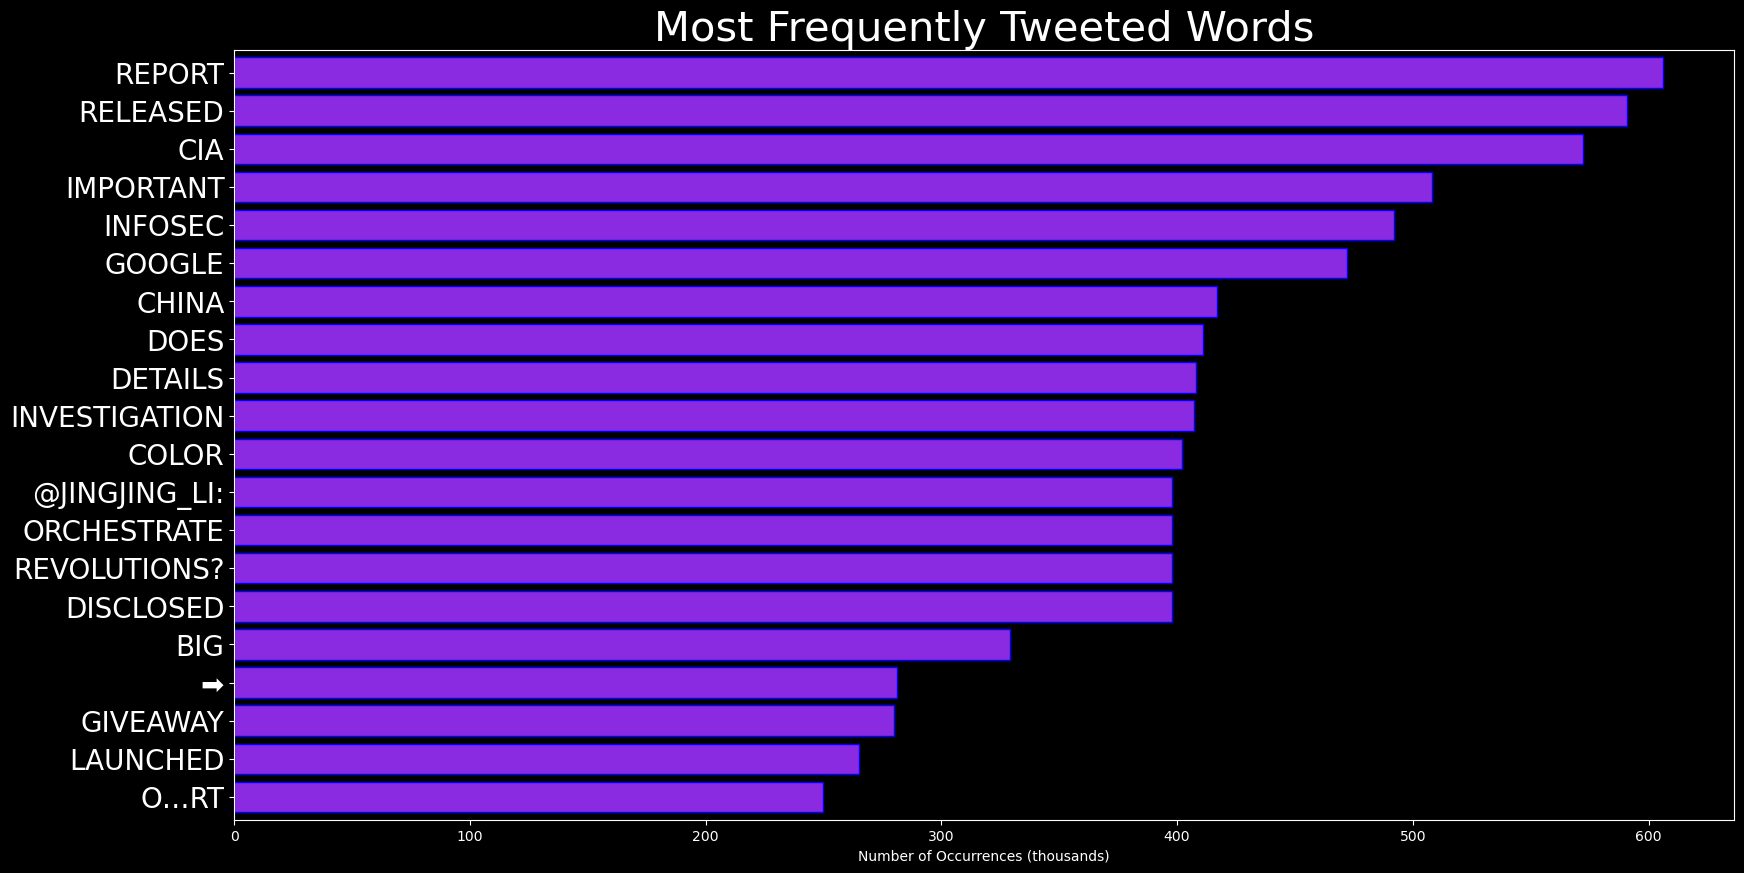 Most Frequently Tweeted Words
REPORT
RELEASED
CIA
IMPORTANT
INFOSEC
GOOGLE
CHINA
DOES
DETAILS
INVESTIGATION
COLOR
@JINGJING_LI:
ORCHESTRATE
REVOLUTIONS?
DISCLOSED
BIG
➡
GIVEAWAY
LAUNCHED
O…RT
0 100 200 300 400 500 600
Number of Occurrences (thousands)